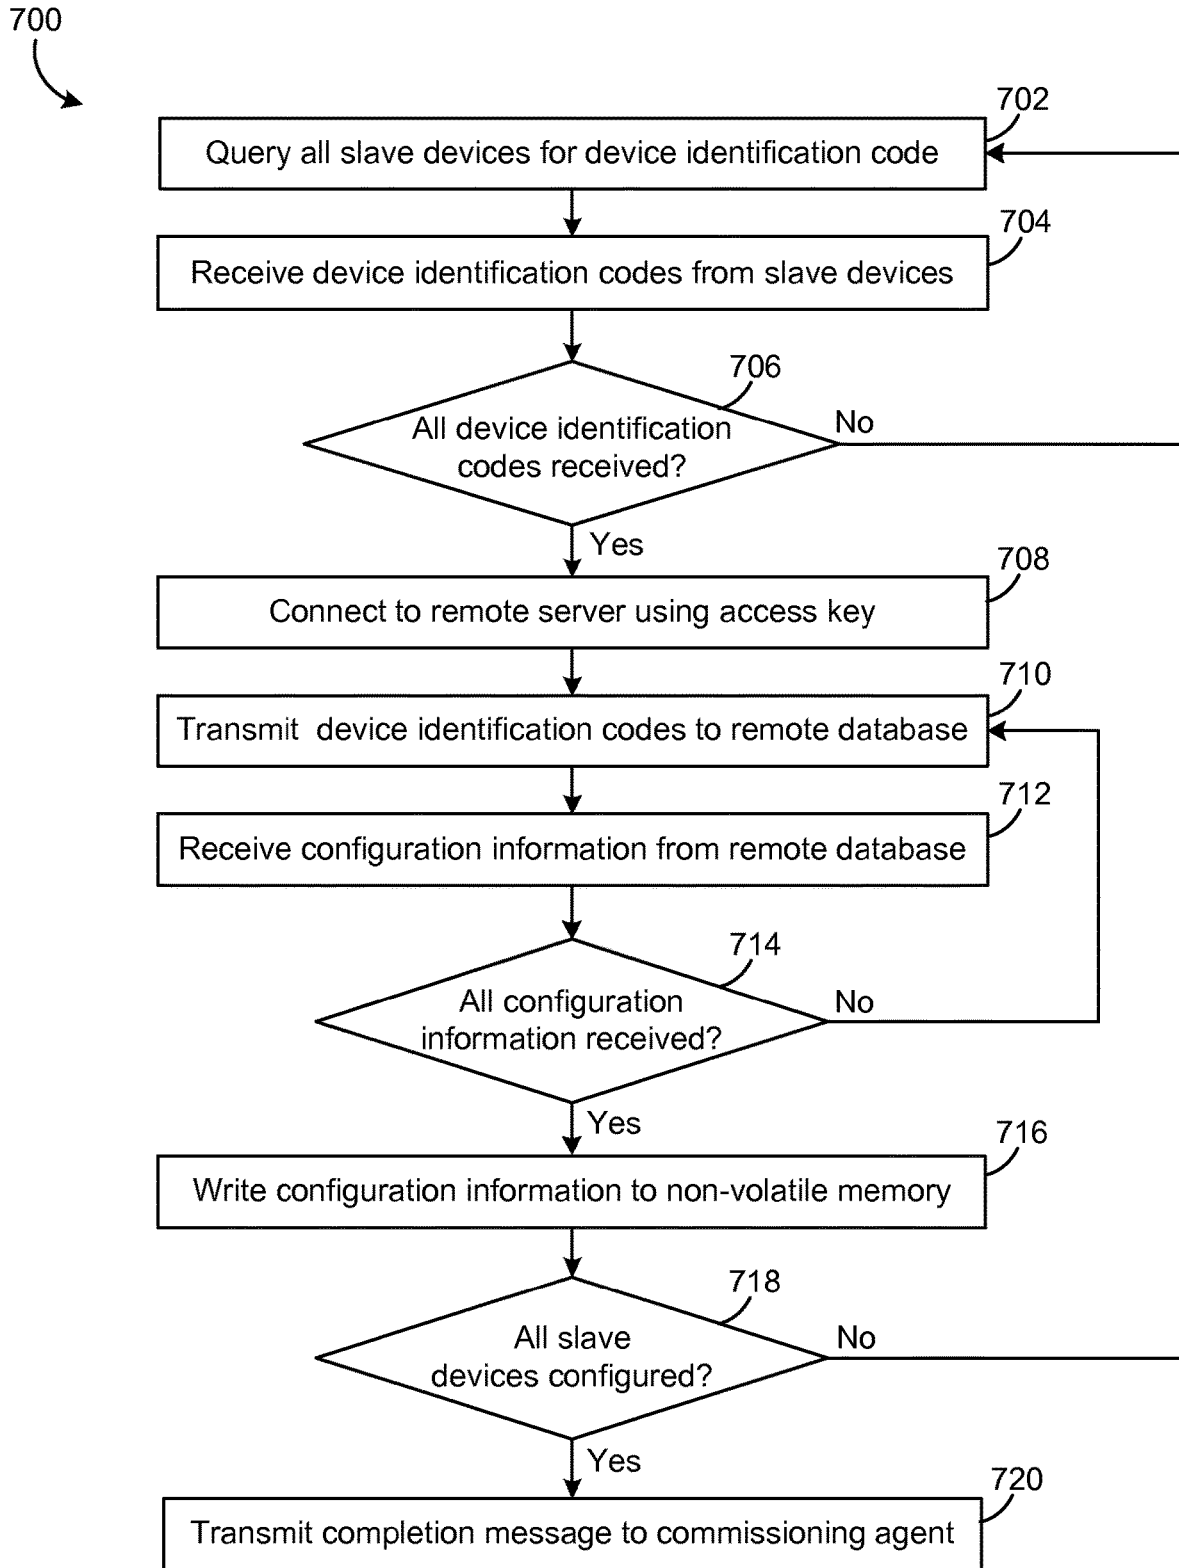 700
702
Query all slave devices for device identification code
704
Receive device identification codes from slave devices
706
All device identification
codes received?
No
Yes
708
Connect to remote server using access key
710
Transmit device identification codes to remote database
712
Receive configuration information from remote database
714
All configuration
information received?
No
Yes
716
Write configuration information to non-volatile memory
718
All slave
devices configured?
No
Yes
720
Transmit completion message to commissioning agent